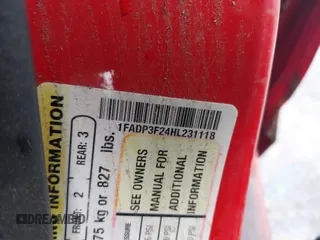 1FADP3F24HL231118
INFORMATION
FRONT: 2 REAR: 3
75 kg or 827 lbs.
SEE OWNERS
MANUAL FOR
ADDITIONAL
INFORMATION
DREAMBID